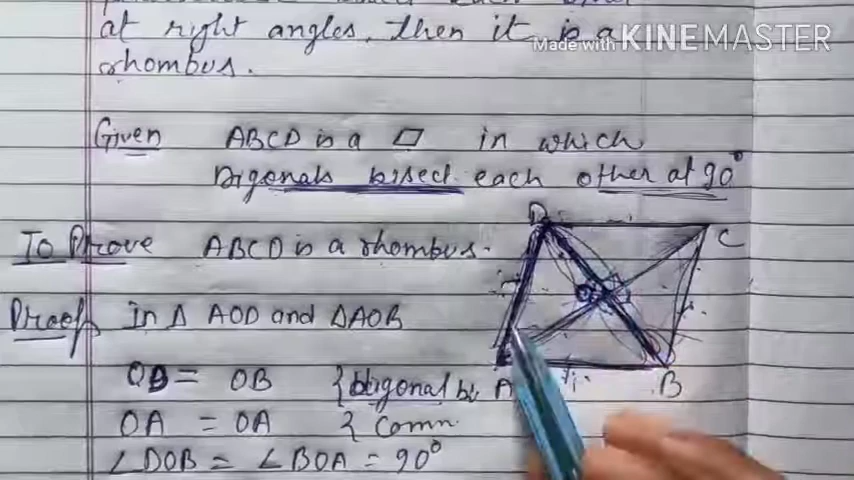 at right angles, then it is a
Made with KINEMASTER
rhombus.
Given ABCD is a ▱ in which
Digonals bisect each other at 90°
To Prove ABCD is a rhombus.
Proof In Δ AOD and ΔAOB
OD = OB {Digonal bi
OA = OA { Comn.
∠DOB = ∠BOA = 90°
D
C
O
A
B